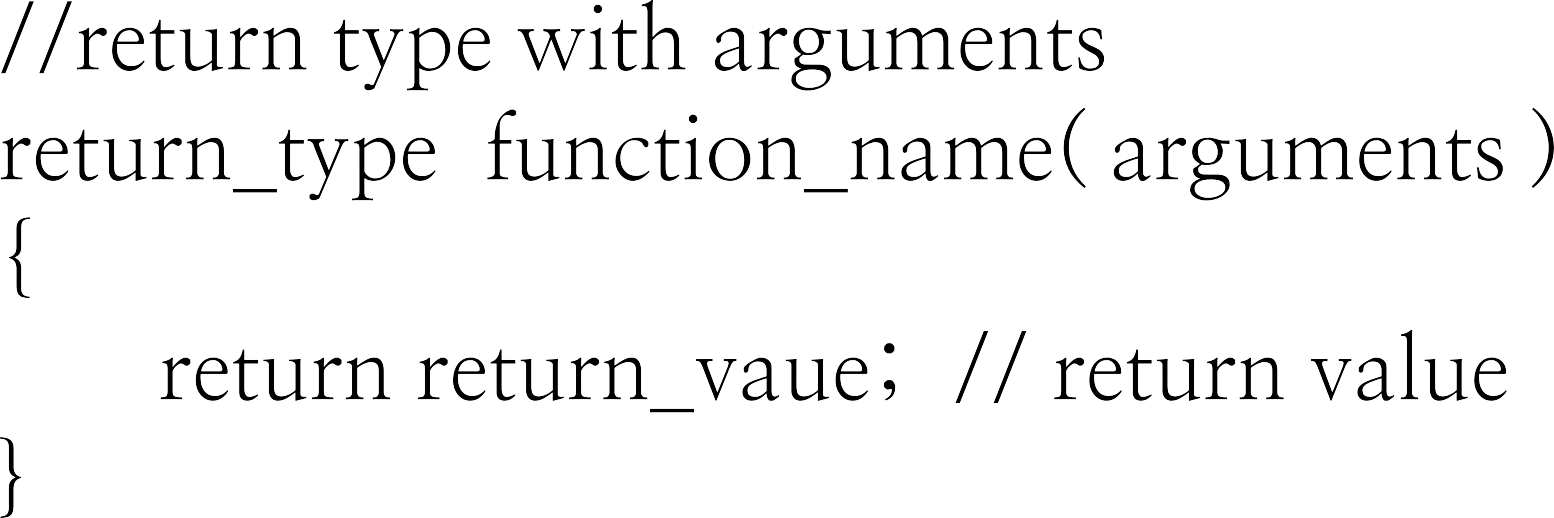 //return type with arguments
return_type  function_name( arguments )
{
return return_vaue;  // return value
}